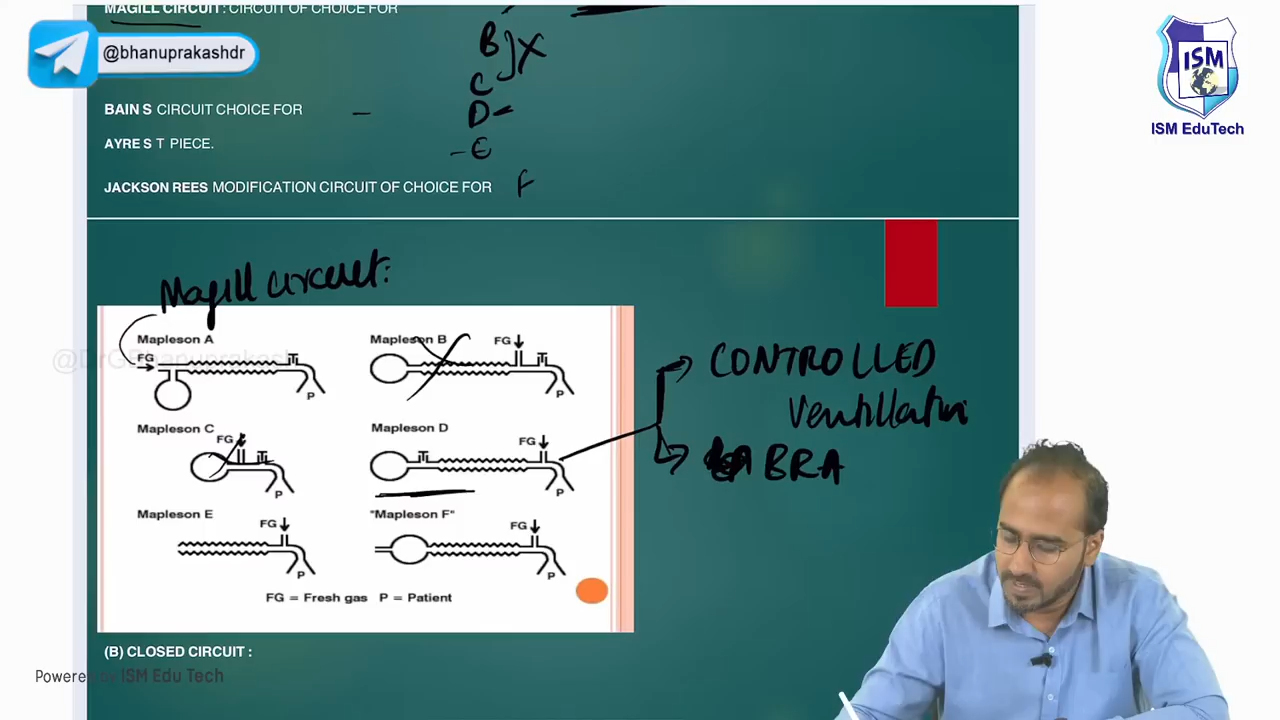 MAGILL CIRCUIT: CIRCUIT OF CHOICE FOR
@bhanuprakashdr
B
X
C
BAIN S CIRCUIT CHOICE FOR
D
AYRE S T PIECE.
E
JACKSON REES MODIFICATION CIRCUIT OF CHOICE FOR F
ISM
ISM EduTech
Magill circuit:
Mapleson A
FG
P
Mapleson B
FG
P
Mapleson C
FG
P
Mapleson D
FG
P
Mapleson E
FG
P
"Mapleson F"
FG
P
FG = Fresh gas P = Patient
CONTROLLED
BRA
(B) CLOSED CIRCUIT :
Powered by ISM Edu Tech